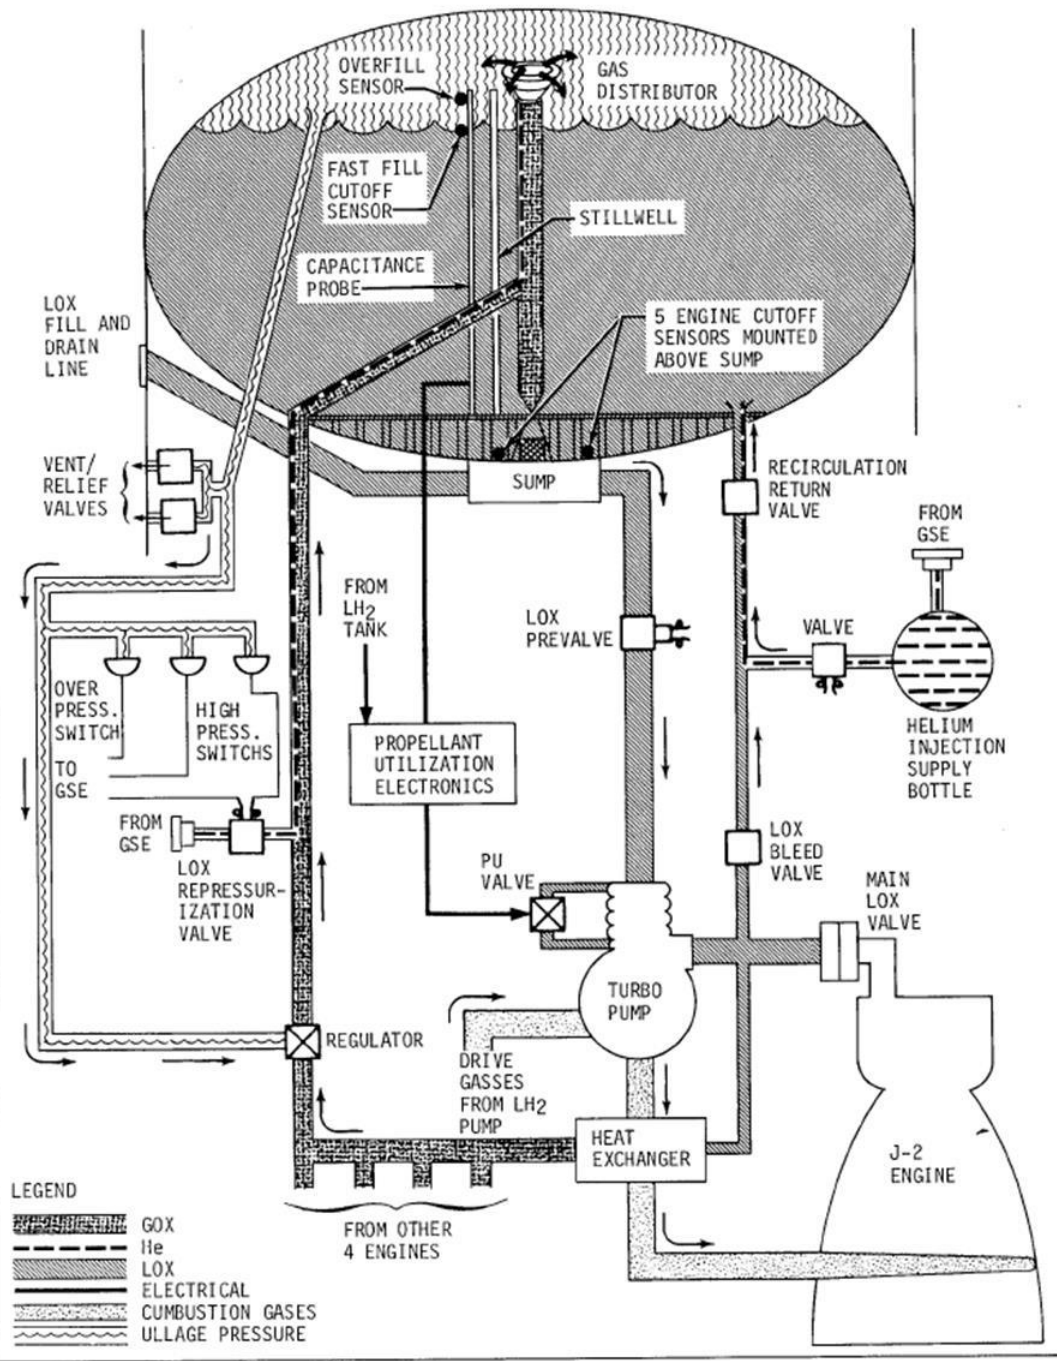 OVERFILL
SENSOR
GAS
DISTRIBUTOR
FAST FILL
CUTOFF
SENSOR
STILLWELL
CAPACITANCE
PROBE
LOX
FILL AND
DRAIN
LINE
5 ENGINE CUTOFF
SENSORS MOUNTED
ABOVE SUMP
VENT/
RELIEF
VALVES
SUMP
RECIRCULATION
RETURN
VALVE
FROM
GSE
FROM
LH2
TANK
LOX
PREVALVE
VALVE
OVER
PRESS.
SWITCH
HIGH
PRESS.
SWITCHS
TO
GSE
PROPELLANT
UTILIZATION
ELECTRONICS
HELIUM
INJECTION
SUPPLY
BOTTLE
FROM
GSE
LOX
REPRESSUR-
IZATION
VALVE
PU
VALVE
LOX
BLEED
VALVE
MAIN
LOX
VALVE
TURBO
PUMP
REGULATOR
DRIVE
GASSES
FROM LH2
PUMP
HEAT
EXCHANGER
J-2
ENGINE
FROM OTHER
4 ENGINES
LEGEND
GOX
He
LOX
ELECTRICAL
CUMBUSTION GASES
ULLAGE PRESSURE